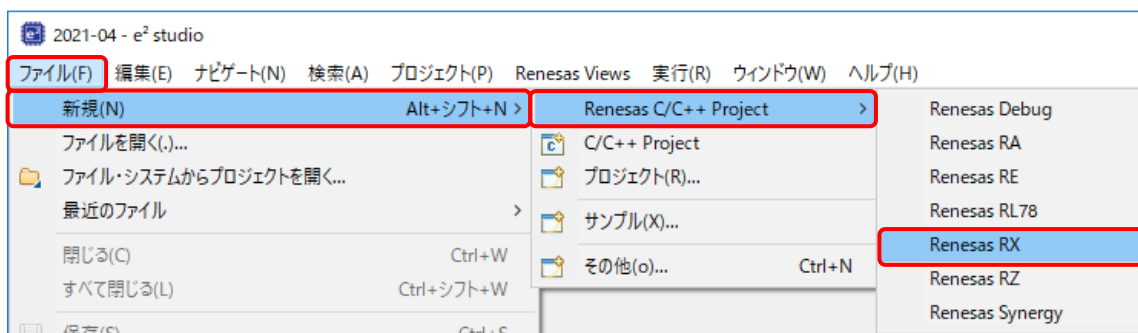 2021-04 - e² studio
ファイル(F) 編集(E) ナビゲート(N) 検索(A) プロジェクト(P) Renesas Views 実行(R) ウィンドウ(W) ヘルプ(H)
新規(N) Alt+シフト+N >
ファイルを開く(.)...
ファイル・システムからプロジェクトを開く...
最近のファイル >
閉じる(C) Ctrl+W
すべて閉じる(L) Ctrl+シフト+W
保存(S) Ctrl+S
Renesas C/C++ Project >
C/C++ Project
プロジェクト(R)...
サンプル(X)...
その他(o)... Ctrl+N
Renesas Debug
Renesas RA
Renesas RE
Renesas RL78
Renesas RX
Renesas RZ
Renesas Synergy